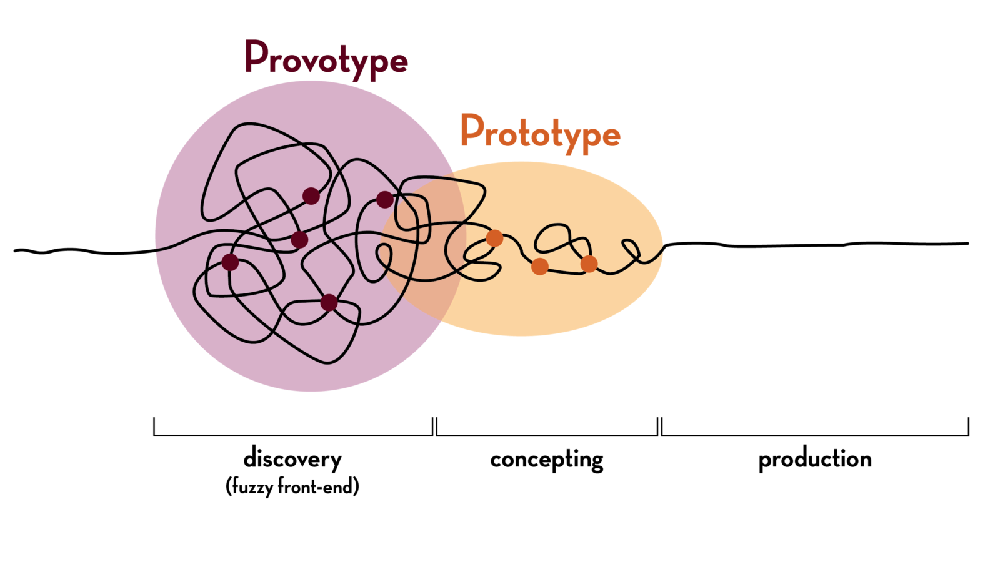 Provotype
Prototype
discovery
(fuzzy front-end)
concepting
production